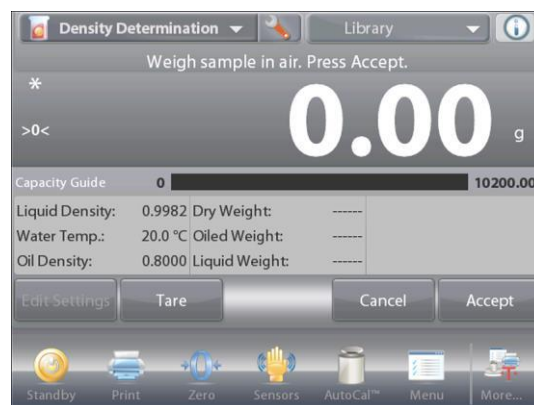 Density Determination Library
Weigh sample in air. Press Accept.
*
>0<
0.00 g
Capacity Guide 0 10200.00
Liquid Density: 0.9982 Dry Weight: ------
Water Temp.: 20.0 °C Oiled Weight: ------
Oil Density: 0.8000 Liquid Weight: ------
Edit Settings Tare Cancel Accept
Standby Print Zero Sensors AutoCal™ Menu More...